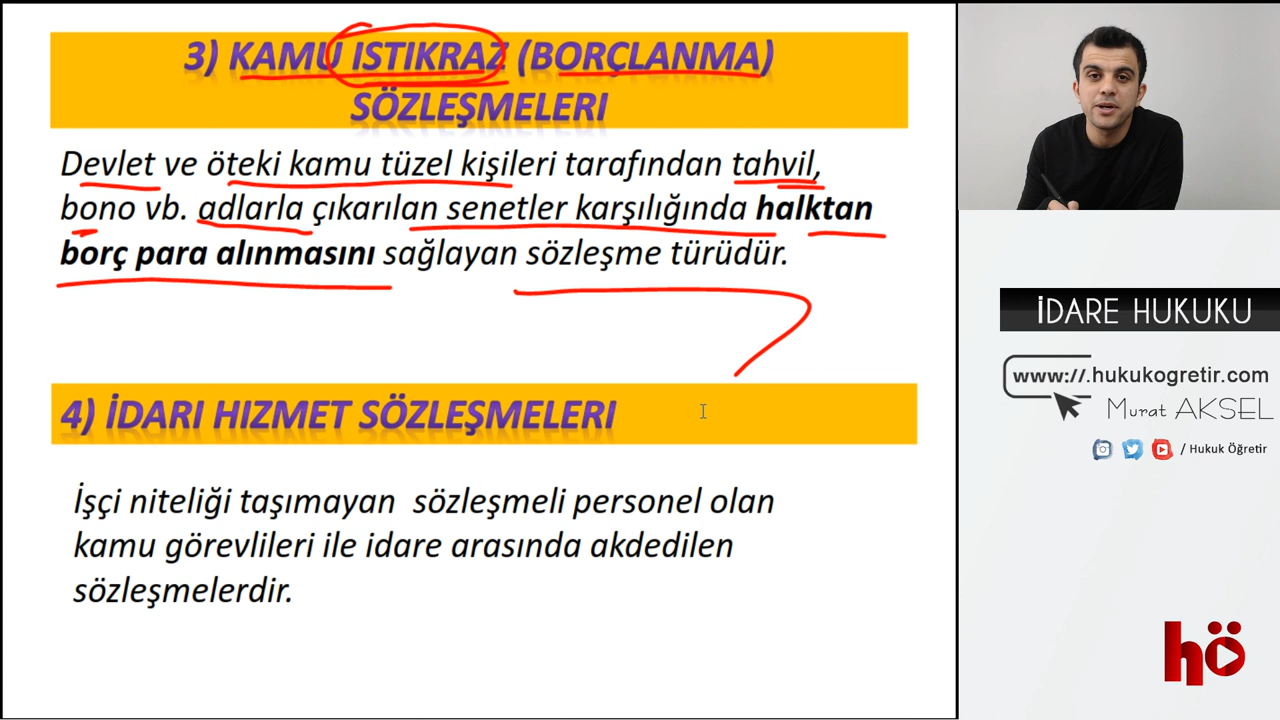 3) KAMU ISTIKRAZ (BORÇLANMA)
SÖZLEŞMELERI
Devlet ve öteki kamu tüzel kişileri tarafından tahvil,
bono vb. adlarla çıkarılan senetler karşılığında halktan
borç para alınmasını sağlayan sözleşme türüdür.
4) İDARI HIZMET SÖZLEŞMELERI
İşçi niteliği taşımayan sözleşmeli personel olan
kamu görevlileri ile idare arasında akdedilen
sözleşmelerdir.
İDARE HUKUKU
www://.hukukogretir.com
Murat AKSEL
/ Hukuk Öğretir
hö